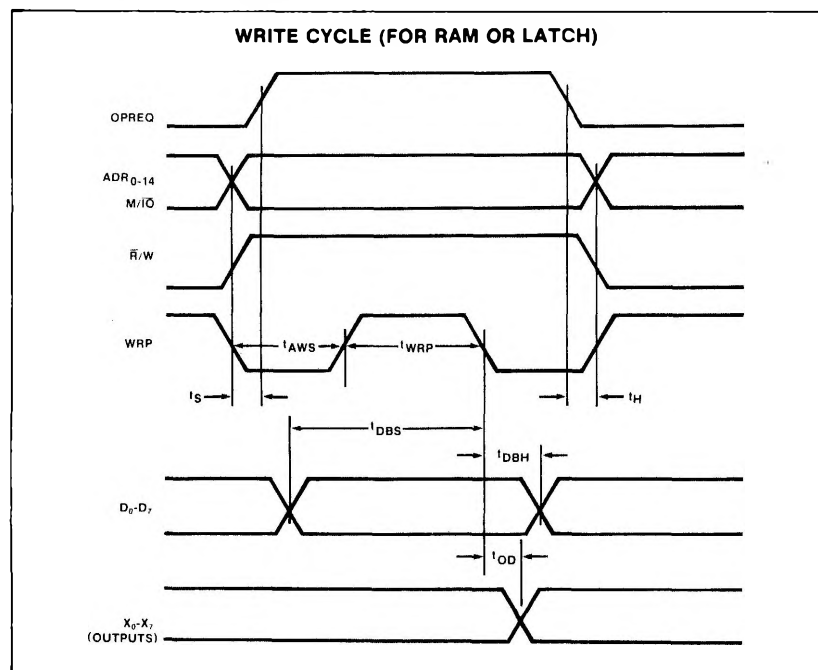 WRITE CYCLE (FOR RAM OR LATCH)
OPREQ
ADR₀₋₁₄
M/I̅O̅
R̅/W
WRP
tAWS
tWRP
tS
tH
tDBS
tDBH
D₀-D₇
tOD
X₀-X₇
(OUTPUTS)